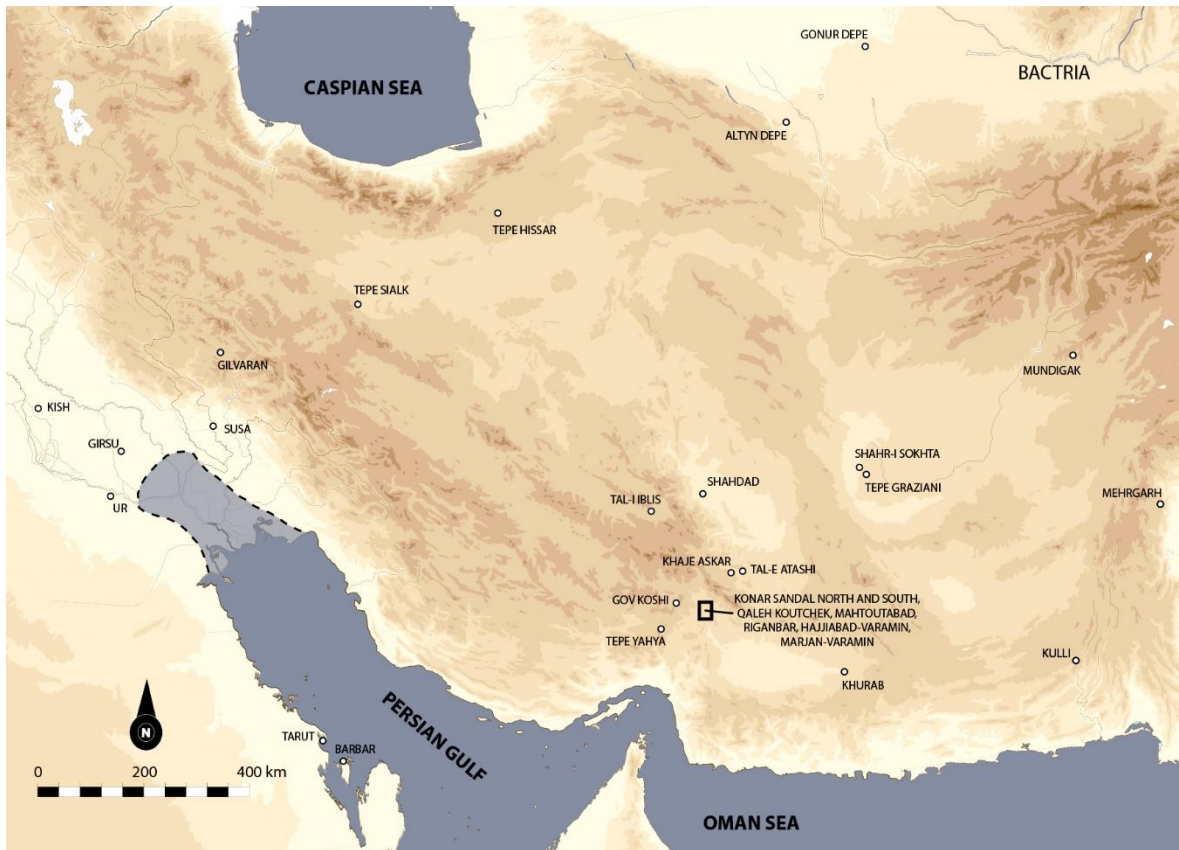 GONUR DEPE
BACTRIA
CASPIAN SEA
ALTYN DEPE
TEPE HISSAR
TEPE SIALK
GILVARAN
MUNDIGAK
KISH
SUSA
GIRSU
SHAHR-I SOKHTA
TEPE GRAZIANI
SHAHDAD
MEHRGARH
UR
TAL-I IBLIS
KHAJE ASKAR
TAL-E ATASHI
GOV KOSHI
KONAR SANDAL NORTH AND SOUTH,
QALEH KOUTCHEK, MAHTOUTABAD,
RIGANBAR, HAJJIABAD-VARAMIN,
MARJAN-VARAMIN
TEPE YAHYA
KULLI
KHURAB
PERSIAN GULF
N
TARUT
BARBAR
0 200 400 km
OMAN SEA